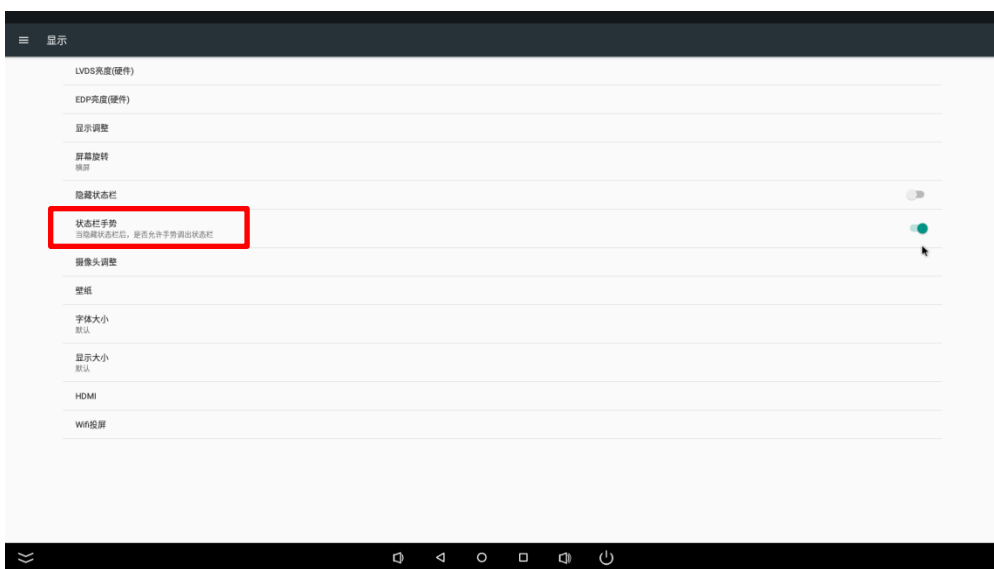 显示
LVDS亮度(硬件)
EDP亮度(硬件)
显示调整
屏幕旋转
横屏
隐藏状态栏
状态栏手势
当隐藏状态栏后，是否允许手势调出状态栏
摄像头调整
壁纸
字体大小
默认
显示大小
默认
HDMI
Wifi投屏